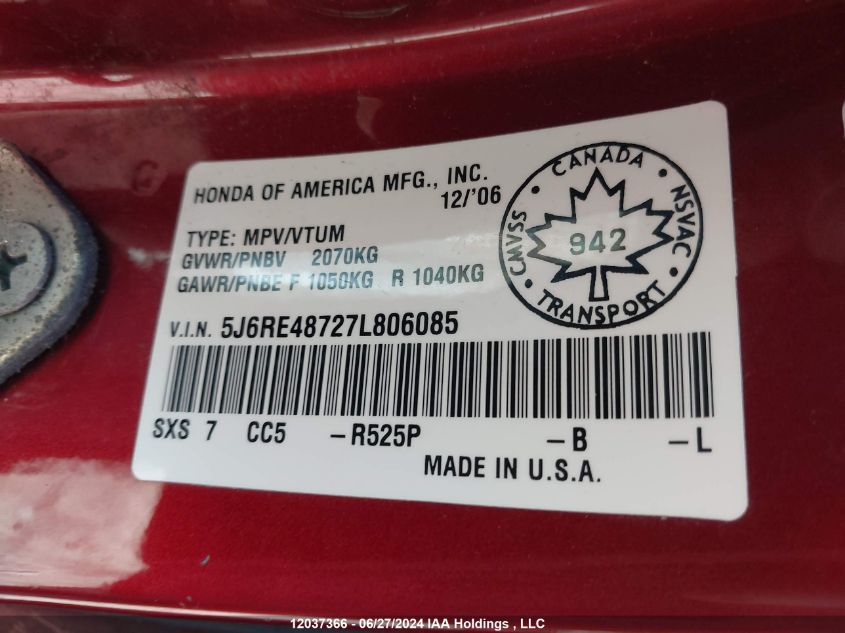 HONDA OF AMERICA MFG., INC.
12/'06
TYPE: MPV/VTUM
GVWR/PNBV 2070KG
GAWR/PNBE F 1050KG R 1040KG
V.I.N. 5J6RE48727L806085
SXS 7 CC5 -R525P -B -L
MADE IN U.S.A.
CANADA
CMVSS 942 NSVAC
TRANSPORT
12037366 - 06/27/2024 IAA Holdings , LLC